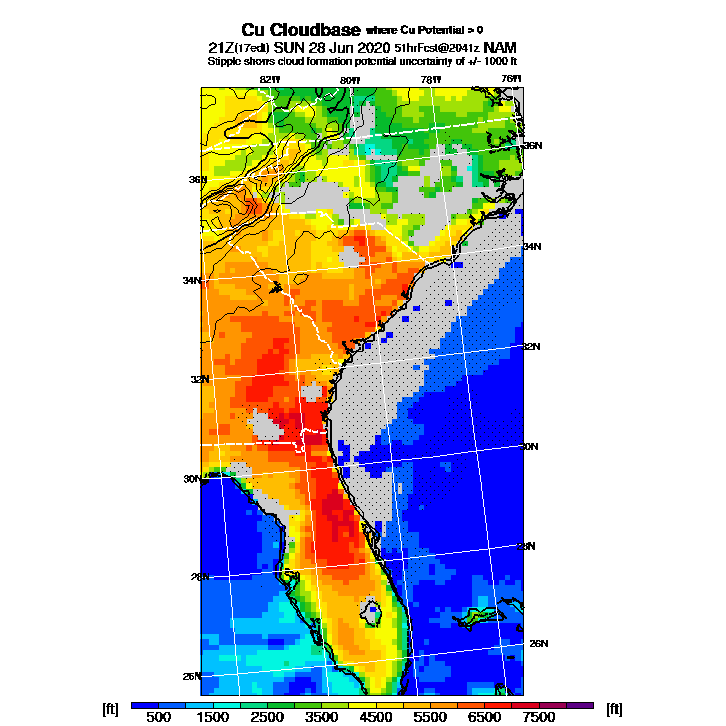 Cu Cloudbase where Cu Potential > 0
21Z(17edt) SUN 28 Jun 2020 51hrFcst@2041z NAM
Stipple shows cloud formation potential uncertainty of +/- 1000 ft
82W 80W 78W 76W
36N
36N
34N
34N
32N
32N
30N
30N
28N
28N
26N
26N
[ft] [ft]
500 1500 2500 3500 4500 5500 6500 7500